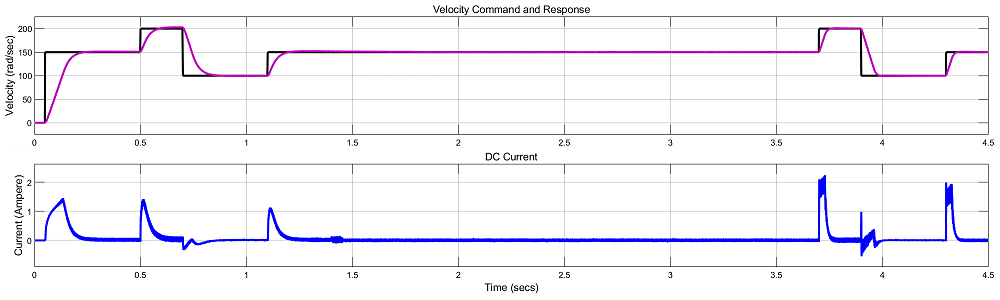 Velocity Command and Response
Velocity (rad/sec)
200
150
100
50
0
0 0.5 1 1.5 2 2.5 3 3.5 4 4.5
DC Current
Current (Ampere)
2
1
0
0 0.5 1 1.5 2 2.5 3 3.5 4 4.5
Time (secs)